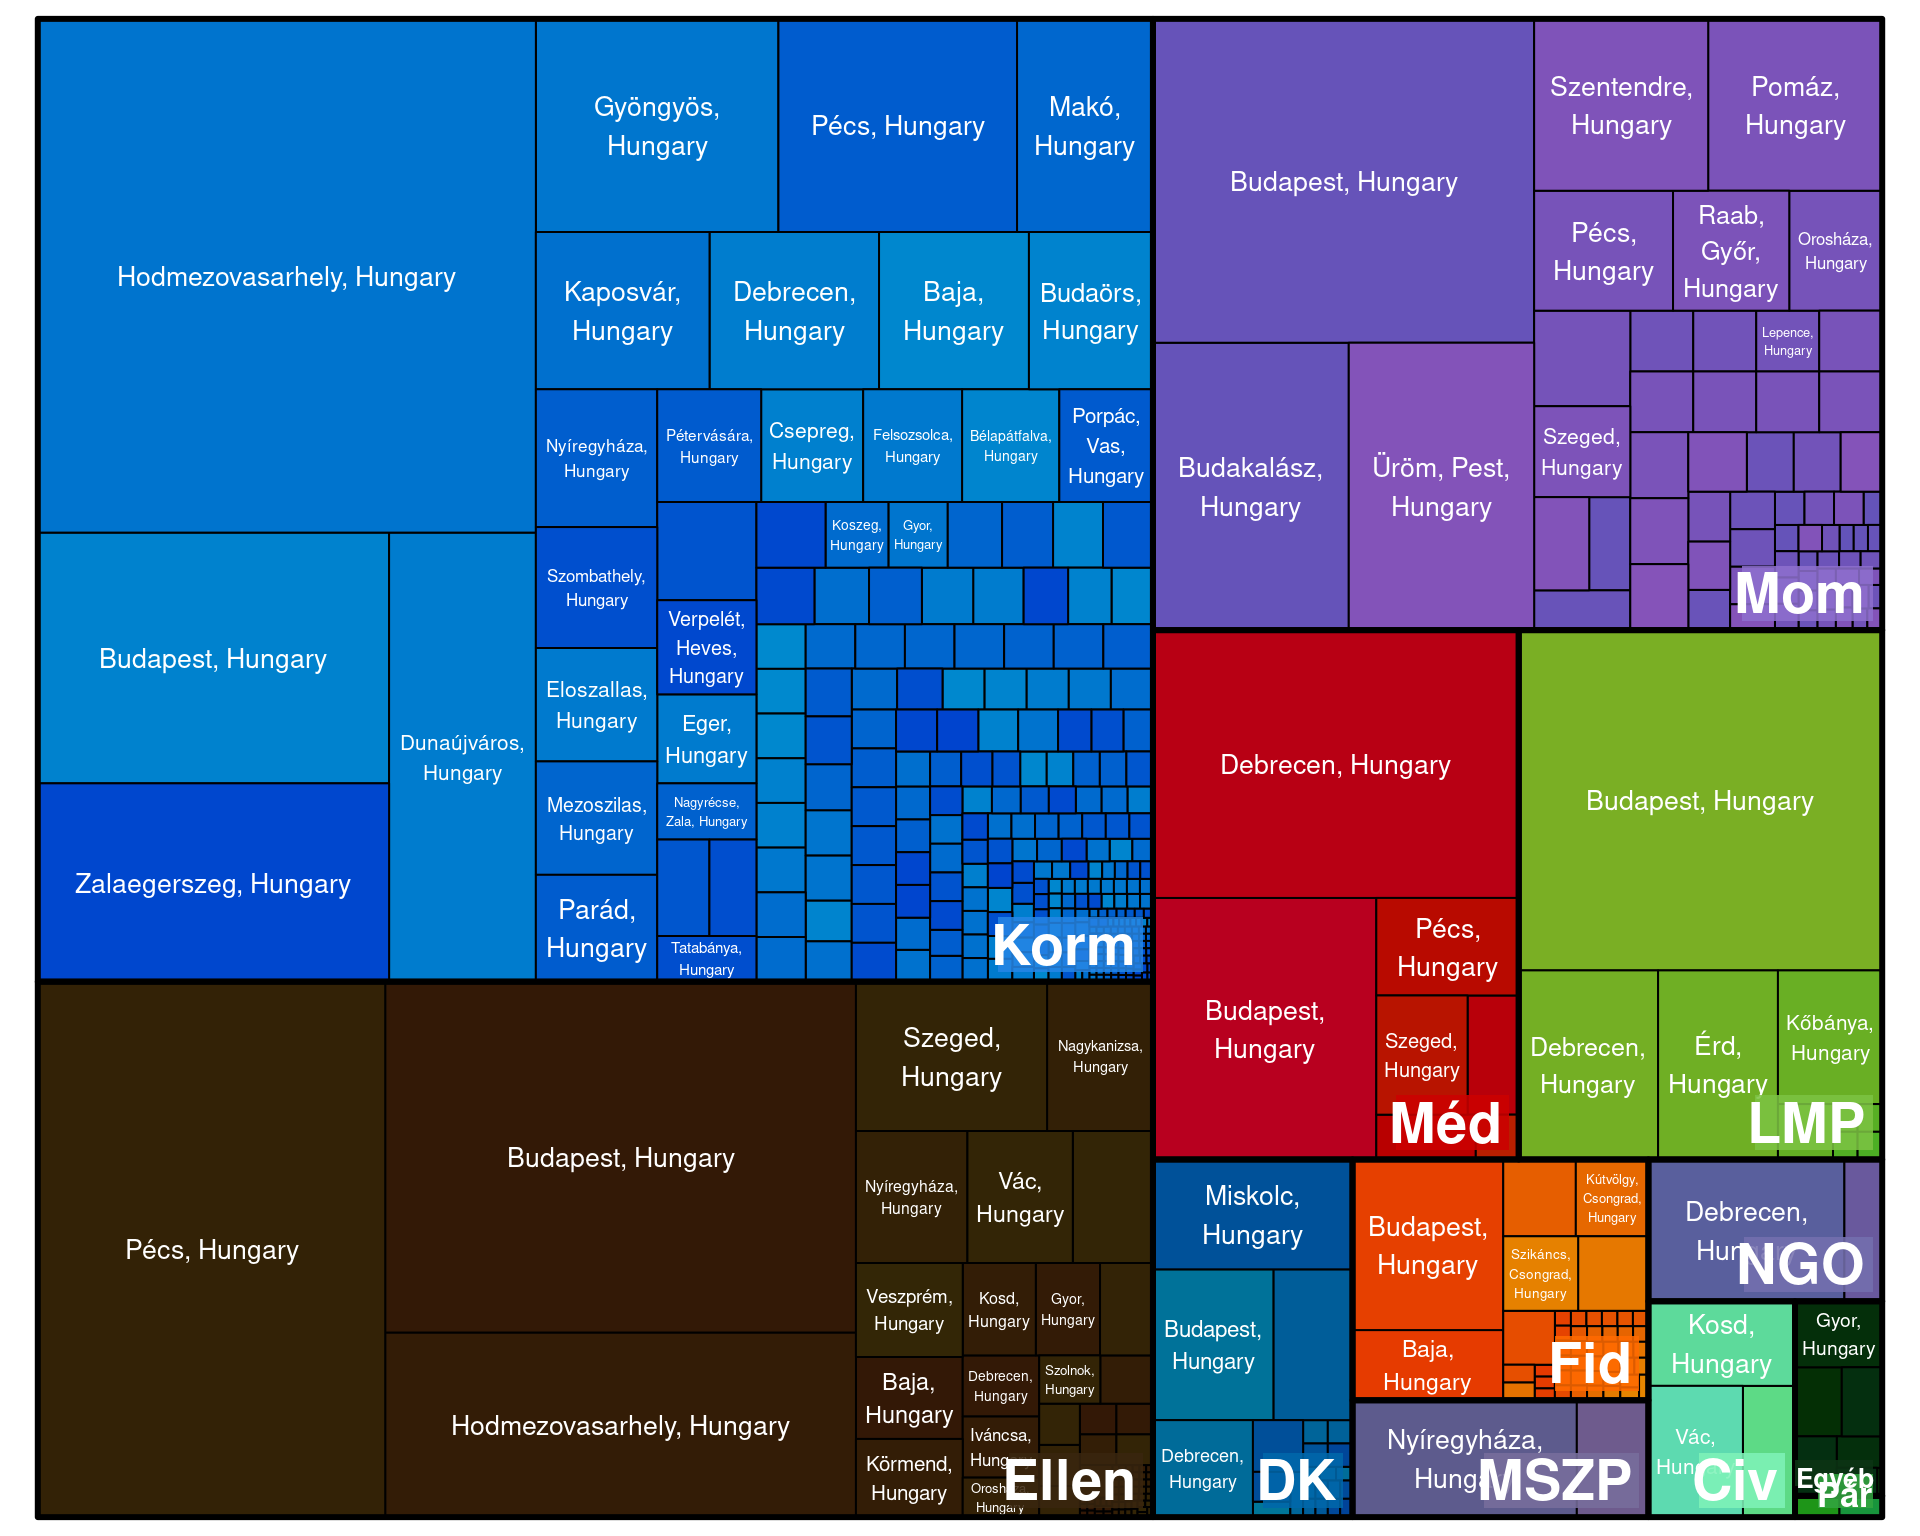 Hodmezovasarhely, Hungary
Budapest, Hungary
Zalaegerszeg, Hungary
Dunaújváros,
Hungary
Gyöngyös,
Hungary
Pécs, Hungary
Makó,
Hungary
Kaposvár,
Hungary
Debrecen,
Hungary
Baja,
Hungary
Budaörs,
Hungary
Nyíregyháza,
Hungary
Szombathely,
Hungary
Eloszallas,
Hungary
Mezoszilas,
Hungary
Parád,
Hungary
Pétervására,
Hungary
Csepreg,
Hungary
Felsozsolca,
Hungary
Bélapátfalva,
Hungary
Porpác,
Vas,
Hungary
Koszeg,
Hungary
Gyor,
Hungary
Verpelét,
Heves,
Hungary
Eger,
Hungary
Nagyrécse,
Zala, Hungary
Tatabánya,
Hungary
Korm
Budapest, Hungary
Szentendre,
Hungary
Pomáz,
Hungary
Pécs,
Hungary
Raab,
Győr,
Hungary
Orosháza,
Hungary
Lepence,
Hungary
Szeged,
Hungary
Budakalász,
Hungary
Üröm, Pest,
Hungary
Mom
Debrecen, Hungary
Budapest,
Hungary
Pécs,
Hungary
Szeged,
Hungary
Méd
Budapest, Hungary
Debrecen,
Hungary
Érd,
Hungary
Kőbánya,
Hungary
LMP
Pécs, Hungary
Budapest, Hungary
Hodmezovasarhely, Hungary
Szeged,
Hungary
Nagykanizsa,
Hungary
Nyíregyháza,
Hungary
Vác,
Hungary
Veszprém,
Hungary
Kosd,
Hungary
Gyor,
Hungary
Baja,
Hungary
Debrecen,
Hungary
Szolnok,
Hungary
Körmend,
Hungary
Iváncsa,
Hungary
Orosháza,
Hungary
Ellen
Miskolc,
Hungary
Budapest,
Hungary
Debrecen,
Hungary
DK
Budapest,
Hungary
Baja,
Hungary
Kútvölgy,
Csongrad,
Hungary
Szikáncs,
Csongrad,
Hungary
Fid
Debrecen,
Hungary
NGO
Nyíregyháza,
Hungary
MSZP
Kosd,
Hungary
Vác,
Hungary
Civ
Gyor,
Hungary
Egyéb
Pár